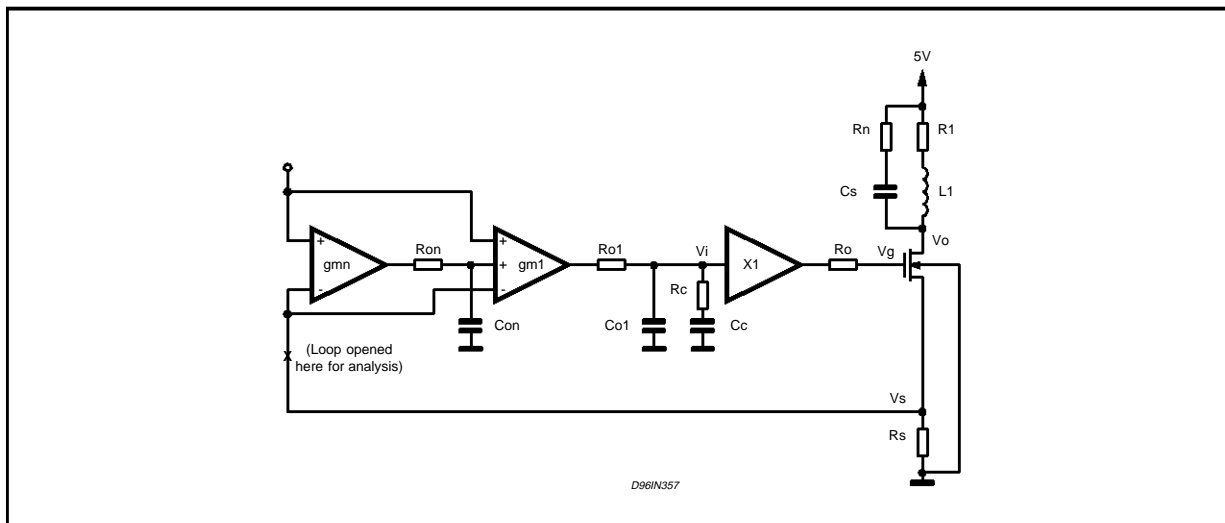 5V
Rn
R1
Cs
L1
+
-
gmn
Ron
+
+
-
gm1
Ro1
Vi
X1
Ro
Vg
Vo
Con
Co1
Rc
Cc
x
(Loop opened
here for analysis)
Vs
Rs
D96IN357